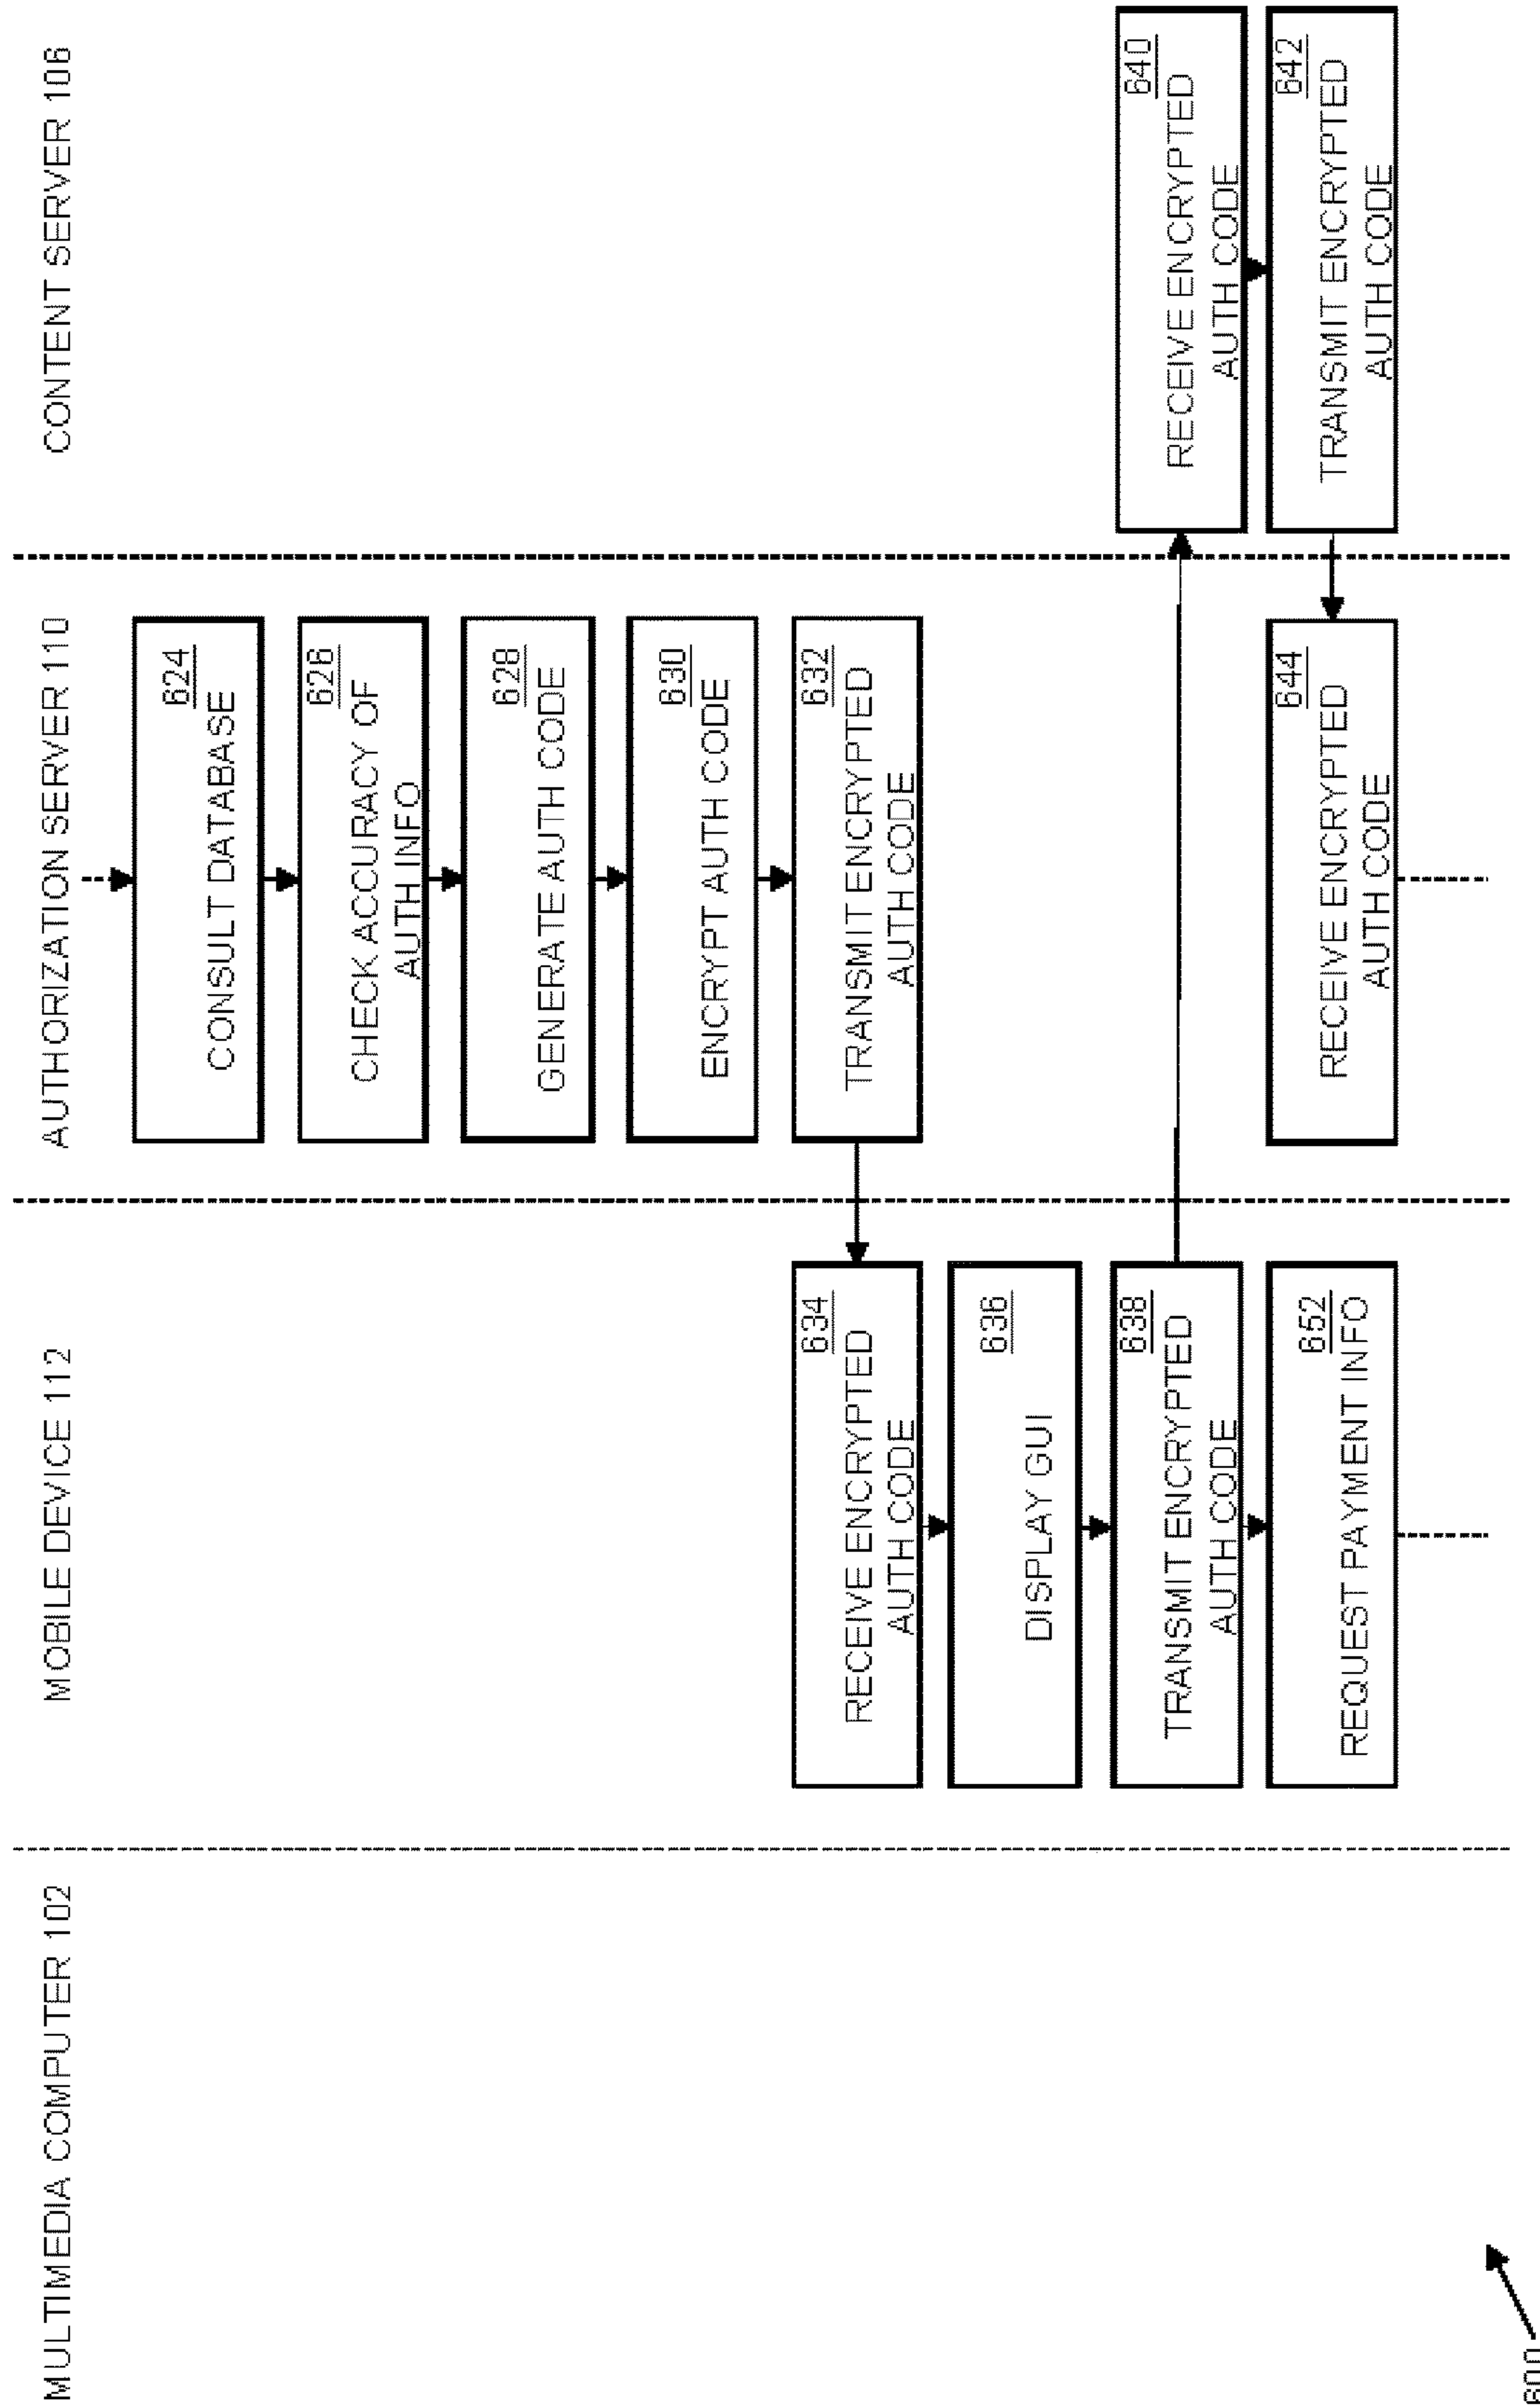 MULTIMEDIA COMPUTER 102
MOBILE DEVICE 112
AUTHORIZATION SERVER 110
CONTENT SERVER 106
624
CONSULT DATABASE
626
CHECK ACCURACY OF
AUTH INFO
628
GENERATE AUTH CODE
630
ENCRYPT AUTH CODE
632
TRANSMIT ENCRYPTED
AUTH CODE
634
RECEIVE ENCRYPTED
AUTH CODE
636
DISPLAY GUI
638
TRANSMIT ENCRYPTED
AUTH CODE
640
RECEIVE ENCRYPTED
AUTH CODE
642
TRANSMIT ENCRYPTED
AUTH CODE
644
RECEIVE ENCRYPTED
AUTH CODE
652
REQUEST PAYMENT INFO
600